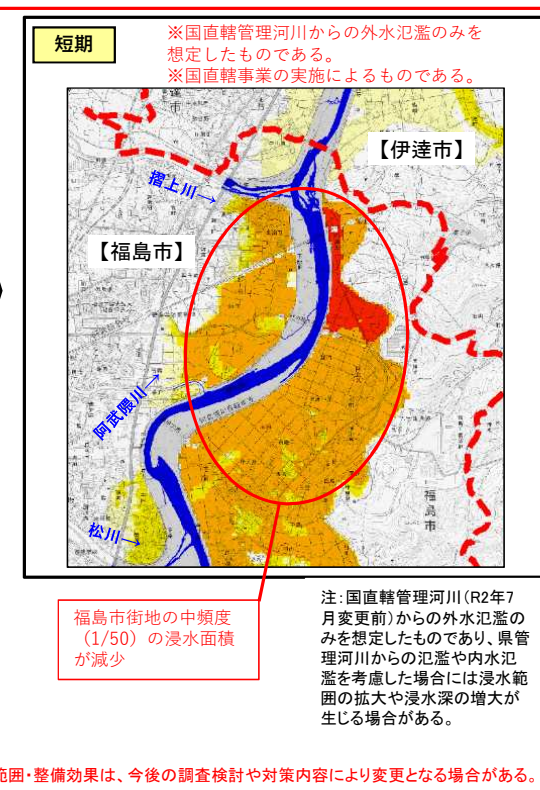 短期
※国直轄管理河川からの外水氾濫のみを
想定したものである。
※国直轄事業の実施によるものである。
【伊達市】
摺上川→
【福島市】
阿武隈川→
松川→
福
島
市
福島市街地の中頻度
（1/50）の浸水面積
が減少
注：国直轄管理河川(R2年7
月変更前)からの外水氾濫の
みを想定したものであり、県管
理河川からの氾濫や内水氾
濫を考慮した場合には浸水範
囲の拡大や浸水深の増大が
生じる場合がある。
範囲・整備効果は、今後の調査検討や対策内容により変更となる場合がある。